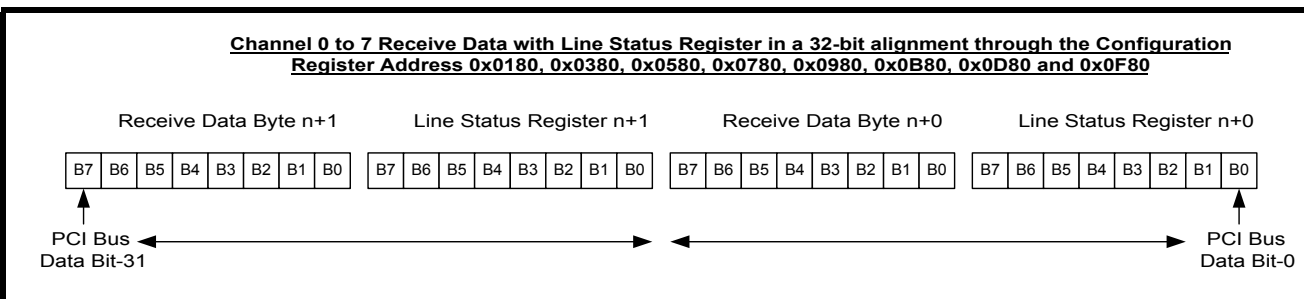 Channel 0 to 7 Receive Data with Line Status Register in a 32-bit alignment through the Configuration
Register Address 0x0180, 0x0380, 0x0580, 0x0780, 0x0980, 0x0B80, 0x0D80 and 0x0F80
Receive Data Byte n+1 Line Status Register n+1 Receive Data Byte n+0 Line Status Register n+0
B7 B6 B5 B4 B3 B2 B1 B0 B7 B6 B5 B4 B3 B2 B1 B0 B7 B6 B5 B4 B3 B2 B1 B0 B7 B6 B5 B4 B3 B2 B1 B0
PCI Bus PCI Bus
Data Bit-31 Data Bit-0